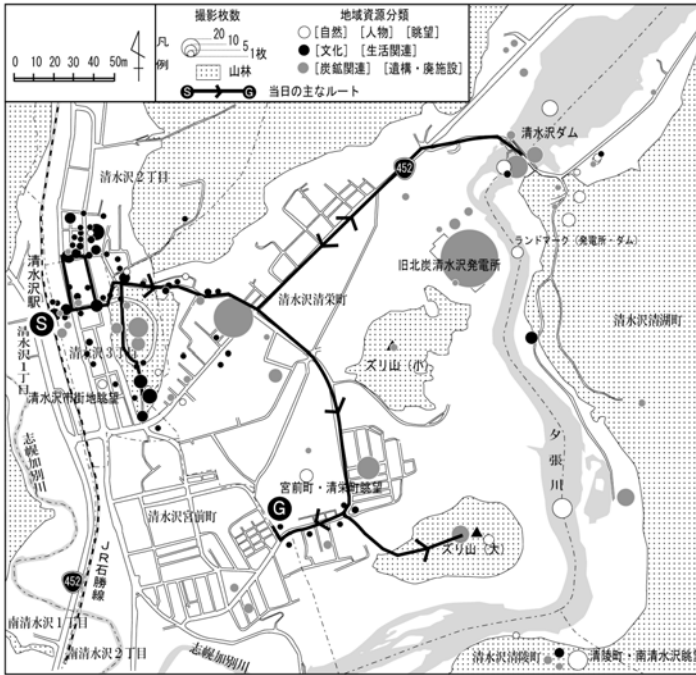 凡例
0 10 20 30 40 50m
撮影枚数
20 10 5 1枚
山林
S G 当日の主なルート
地域資源分類
[自然] [人物] [眺望]
[文化] [生活関連]
[炭鉱関連] [遺構・廃施設]
清水沢ダム
452
清水沢2丁目
ランドマーク(発電所・ダム)
旧北炭清水沢発電所
清水沢駅
清水沢清栄町
清水沢清湖町
S
清水沢1丁目
清水沢3丁目
ズリ山(小)
清水沢市街地眺望
志幌加別川
夕張川
宮前町・清栄町眺望
清水沢宮前町
G
ズリ山(大)
JR石勝線
452
南清水沢1丁目
南清水沢2丁目
志幌加別川
清水沢清陵町
清陵町・南清水沢眺望